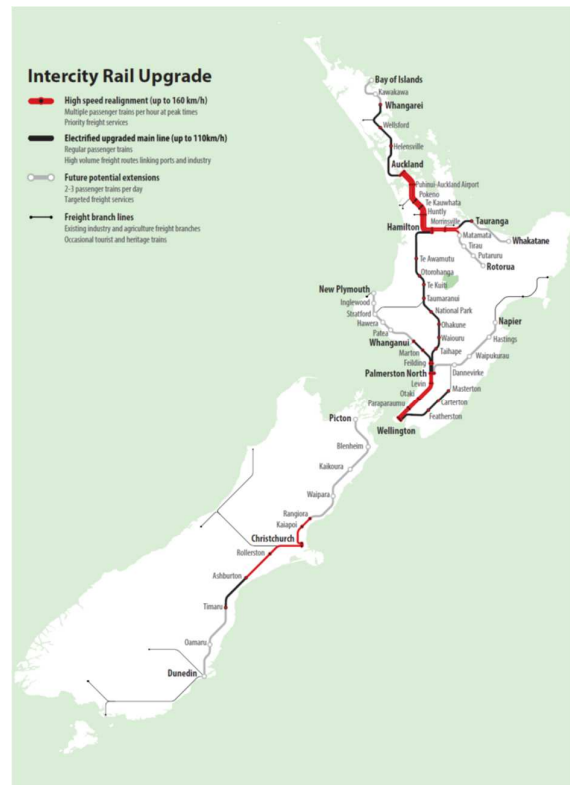 Intercity Rail Upgrade
High speed realignment (up to 160 km/h)
Multiple passenger trains per hour at peak times
Priority freight services
Electrified upgraded main line (up to 110km/h)
Regular passenger trains
High volume freight routes linking ports and industry
Future potential extensions
2-3 passenger trains per day
Targeted freight services
Freight branch lines
Existing industry and agriculture freight branches
Occasional tourist and heritage trains
Bay of Islands
Kawakawa
Whangarei
Wellsford
Helensville
Auckland
Puhinui-Auckland Airport
Pokeno
Te Kauwhata
Huntly
Morrinsville
Tauranga
Hamilton
Matamata
Whakatane
Tirau
Putaruru
Rotorua
Te Awamutu
Otorohanga
Te Kuiti
New Plymouth
Taumaranui
Inglewood
National Park
Stratford
Hawera
Ohakune
Napier
Patea
Waiouru
Hastings
Whanganui
Taihape
Marton
Waipukurau
Feilding
Palmerston North
Dannevirke
Levin
Masterton
Otaki
Carterton
Paraparaumu
Featherston
Wellington
Picton
Blenheim
Kaikoura
Waipara
Rangiora
Kaiapoi
Christchurch
Rollerston
Ashburton
Timaru
Oamaru
Dunedin